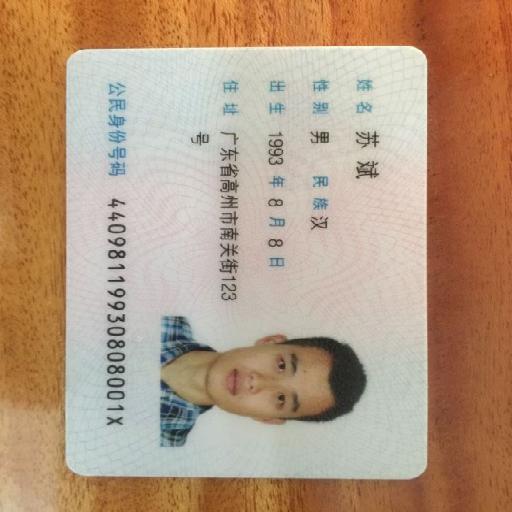 姓名 苏斌
性别 男 民族 汉
出生 1993 年 8 月 8 日
住址 广东省高州市南关街123
号
公民身份号码 44098119930808001X